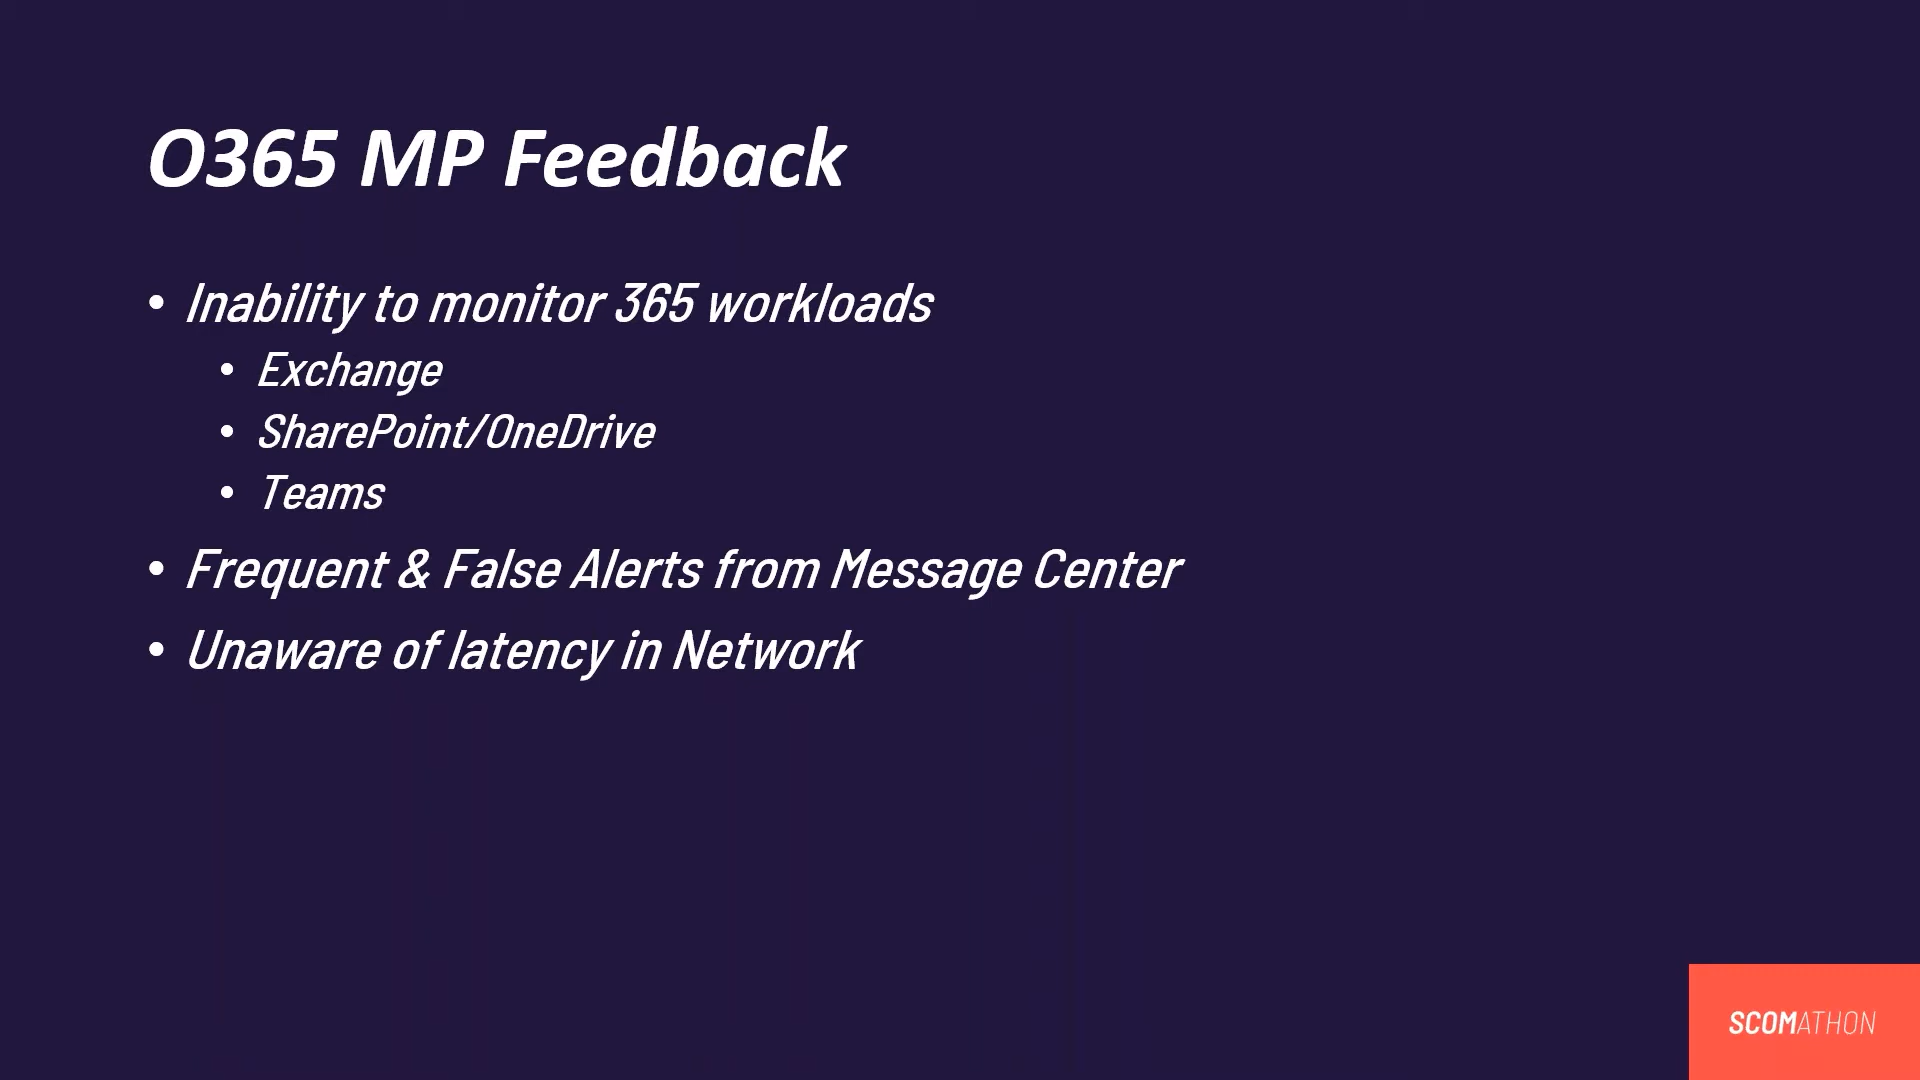 O365 MP Feedback
• Inability to monitor 365 workloads
• Exchange
• SharePoint/OneDrive
• Teams
• Frequent & False Alerts from Message Center
• Unaware of latency in Network
SCOMATHON